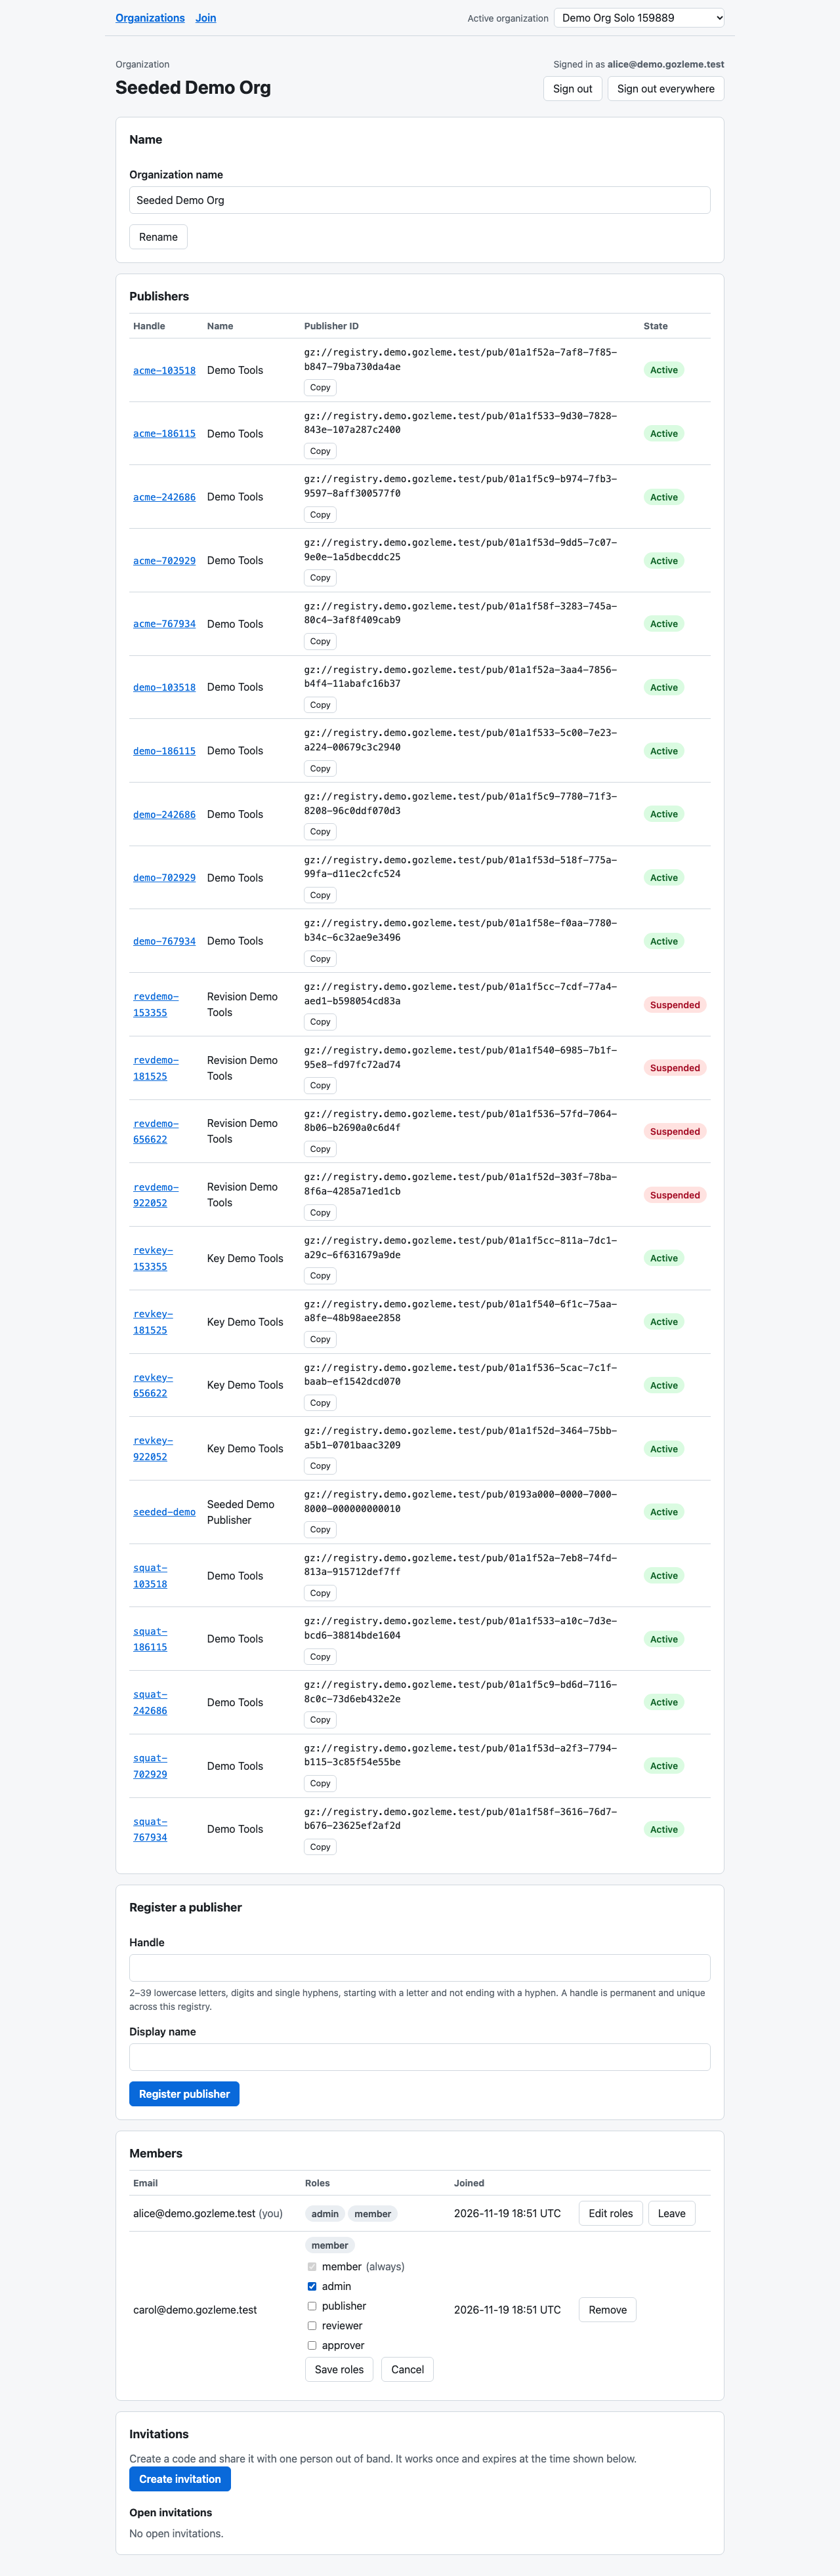 Organizations Join Active organization Demo Org Solo 159889
Organization Signed in as alice@demo.gozleme.test
Seeded Demo Org Sign out Sign out everywhere
Name
Organization name
Seeded Demo Org
Rename
Publishers
Handle Name Publisher ID State
gz://registry.demo.gozleme.test/pub/01a1f52a-7af8-7f85-
acme-103518 Demo Tools b847-79ba730da4ae Active
Copy
gz://registry.demo.gozleme.test/pub/01a1f533-9d30-7828-
acme-186115 Demo Tools 843e-107a287c2400 Active
Copy
gz://registry.demo.gozleme.test/pub/01a1f5c9-b974-7fb3-
acme-242686 Demo Tools 9597-8aff300577f0 Active
Copy
gz://registry.demo.gozleme.test/pub/01a1f53d-9dd5-7c07-
acme-702929 Demo Tools 9e0e-1a5dbecddc25 Active
Copy
gz://registry.demo.gozleme.test/pub/01a1f58f-3283-745a-
acme-767934 Demo Tools 80c4-3af8f409cab9 Active
Copy
gz://registry.demo.gozleme.test/pub/01a1f52a-3aa4-7856-
demo-103518 Demo Tools b4f4-11abafc16b37 Active
Copy
gz://registry.demo.gozleme.test/pub/01a1f533-5c00-7e23-
demo-186115 Demo Tools a224-00679c3c2940 Active
Copy
gz://registry.demo.gozleme.test/pub/01a1f5c9-7780-71f3-
demo-242686 Demo Tools 8208-96c0ddf070d3 Active
Copy
gz://registry.demo.gozleme.test/pub/01a1f53d-518f-775a-
demo-702929 Demo Tools 99fa-d11ec2cfc524 Active
Copy
gz://registry.demo.gozleme.test/pub/01a1f58e-f0aa-7780-
demo-767934 Demo Tools b34c-6c32ae9e3496 Active
Copy
gz://registry.demo.gozleme.test/pub/01a1f5cc-7cdf-77a4-
revdemo-153355 Revision Demo Tools aed1-b598054cd83a Suspended
Copy
gz://registry.demo.gozleme.test/pub/01a1f540-6985-7b1f-
revdemo-181525 Revision Demo Tools 95e8-fd97fc72ad74 Suspended
Copy
gz://registry.demo.gozleme.test/pub/01a1f536-57fd-7064-
revdemo-656622 Revision Demo Tools 8b06-b2690a0c6d4f Suspended
Copy
gz://registry.demo.gozleme.test/pub/01a1f52d-303f-78ba-
revdemo-922052 Revision Demo Tools 8f6a-4285a71ed1cb Suspended
Copy
gz://registry.demo.gozleme.test/pub/01a1f5cc-811a-7dc1-
revkey-153355 Key Demo Tools a29c-6f631679a9de Active
Copy
gz://registry.demo.gozleme.test/pub/01a1f540-6f1c-75aa-
revkey-181525 Key Demo Tools a8fe-48b98aee2858 Active
Copy
gz://registry.demo.gozleme.test/pub/01a1f536-5cac-7c1f-
revkey-656622 Key Demo Tools baab-ef1542dcd070 Active
Copy
gz://registry.demo.gozleme.test/pub/01a1f52d-3464-75bb-
revkey-922052 Key Demo Tools a5b1-0701baac3209 Active
Copy
gz://registry.demo.gozleme.test/pub/0193a000-0000-7000-
seeded-demo Seeded Demo Publisher 8000-000000000010 Active
Copy
gz://registry.demo.gozleme.test/pub/01a1f52a-7eb8-74fd-
squat-103518 Demo Tools 813a-915712def7ff Active
Copy
gz://registry.demo.gozleme.test/pub/01a1f533-a10c-7d3e-
squat-186115 Demo Tools bcd6-38814bde1604 Active
Copy
gz://registry.demo.gozleme.test/pub/01a1f5c9-bd6d-7116-
squat-242686 Demo Tools 8c0c-73d6eb432e2e Active
Copy
gz://registry.demo.gozleme.test/pub/01a1f53d-a2f3-7794-
squat-702929 Demo Tools b115-3c85f54e55be Active
Copy
gz://registry.demo.gozleme.test/pub/01a1f58f-3616-76d7-
squat-767934 Demo Tools b676-23625ef2af2d Active
Copy
Register a publisher
Handle
2–39 lowercase letters, digits and single hyphens, starting with a letter and not ending with a hyphen. A handle is permanent and unique
across this registry.
Display name
Register publisher
Members
Email Roles Joined
alice@demo.gozleme.test (you) admin member 2026-11-19 18:51 UTC Edit roles Leave
member
member (always)
admin
carol@demo.gozleme.test publisher 2026-11-19 18:51 UTC Remove
reviewer
approver
Save roles Cancel
Invitations
Create a code and share it with one person out of band. It works once and expires at the time shown below.
Create invitation
Open invitations
No open invitations.